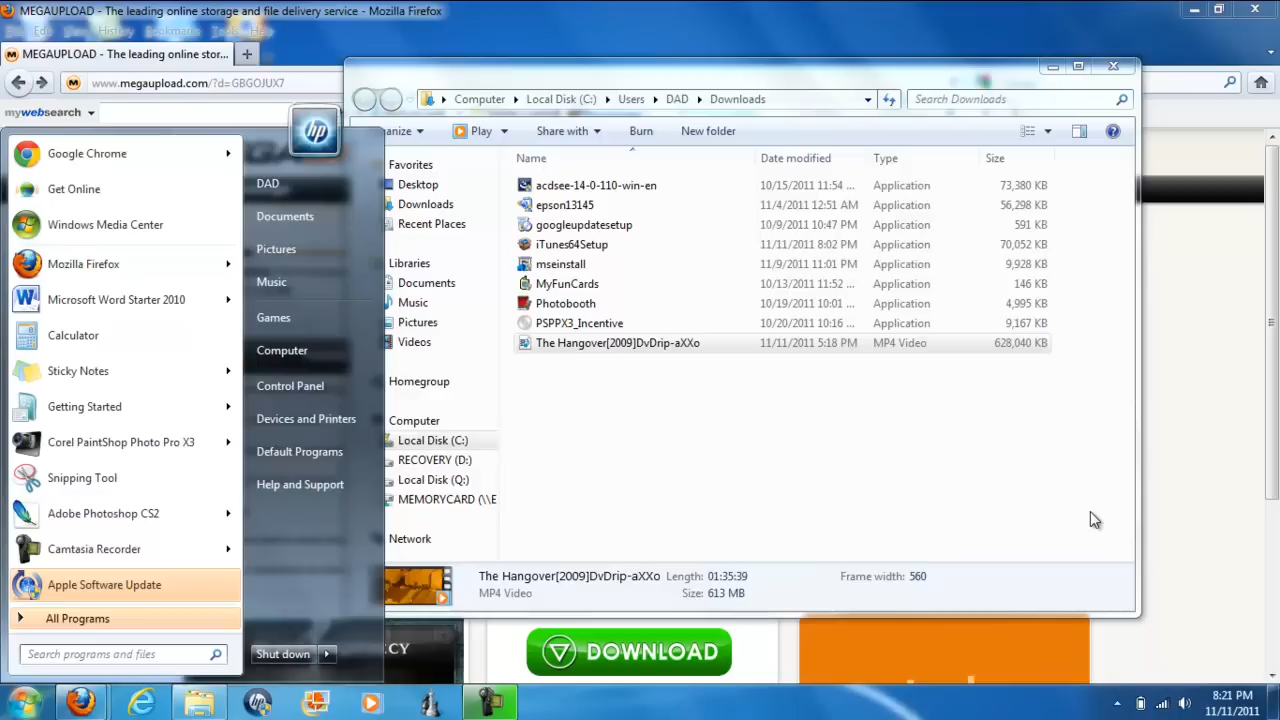 MEGAUPLOAD - The leading online storage and file delivery service - Mozilla Firefox
History Bookmarks Tools
MEGAUPLOAD - The leading online stor...
www.megaupload.com/?d=GBGOJUX7
mywebsearch
Computer Local Disk (C:) Users DAD Downloads
Search Downloads
anize Play Share with Burn New folder
Name Date modified Type Size
Favorites
Desktop
Downloads
Recent Places
Libraries
Documents
Music
Pictures
Videos
Homegroup
Computer
Local Disk (C:)
RECOVERY (D:)
Local Disk (Q:)
MEMORYCARD (\\E
Network
acdsee-14-0-110-win-en 10/15/2011 11:54 ... Application 73,380 KB
epson13145 11/4/2011 12:51 AM Application 56,298 KB
googleupdatesetup 10/9/2011 10:47 PM Application 591 KB
iTunes64Setup 11/11/2011 8:02 PM Application 70,052 KB
mseinstall 11/9/2011 11:01 PM Application 9,928 KB
MyFunCards 10/13/2011 11:52 ... Application 146 KB
Photobooth 10/19/2011 10:01 ... Application 4,995 KB
PSPPX3_Incentive 10/20/2011 10:16 ... Application 9,167 KB
The Hangover[2009]DvDrip-aXXo 11/11/2011 5:18 PM MP4 Video 628,040 KB
The Hangover[2009]DvDrip-aXXo Length: 01:35:39 Frame width: 560
MP4 Video Size: 613 MB
hp
Google Chrome
Get Online
Windows Media Center
Mozilla Firefox
Microsoft Word Starter 2010
Calculator
Sticky Notes
Getting Started
Corel PaintShop Photo Pro X3
Snipping Tool
Adobe Photoshop CS2
Camtasia Recorder
Apple Software Update
All Programs
Search programs and files
DAD
Documents
Pictures
Music
Games
Computer
Control Panel
Devices and Printers
Default Programs
Help and Support
Shut down
CY
DOWNLOAD
8:21 PM
11/11/2011